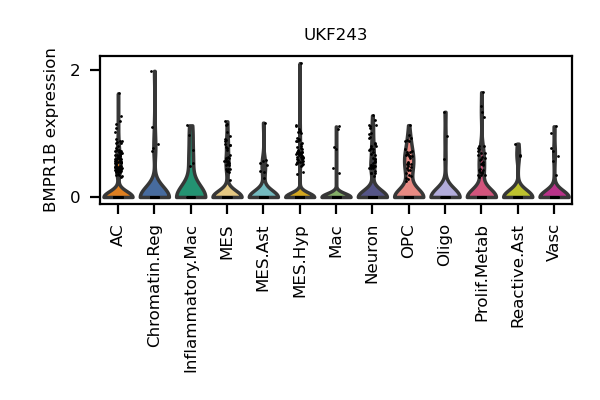 UKF243
BMPR1B expression
2
0
AC
Chromatin.Reg
Inflammatory.Mac
MES
MES.Ast
MES.Hyp
Mac
Neuron
OPC
Oligo
Prolif.Metab
Reactive.Ast
Vasc